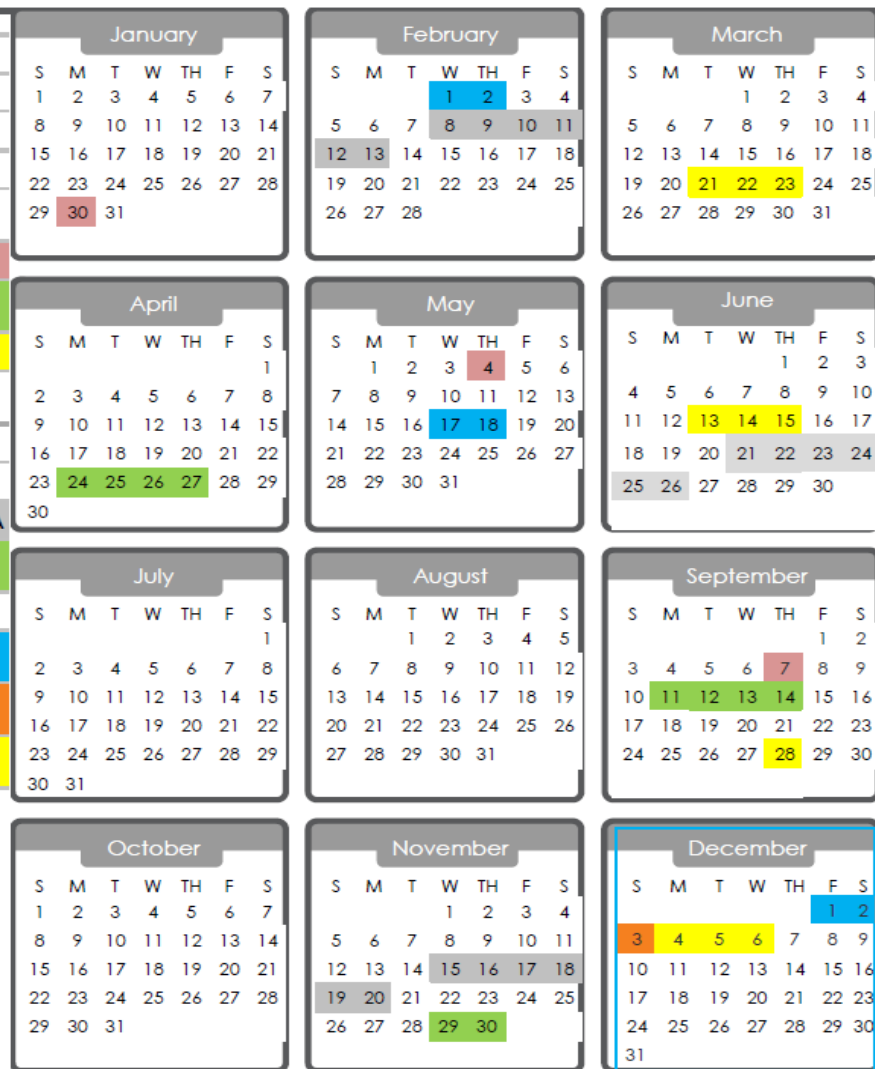 January
S M T W TH F S
1 2 3 4 5 6 7
8 9 10 11 12 13 14
15 16 17 18 19 20 21
22 23 24 25 26 27 28
29 30 31
February
S M T W TH F S
1 2 3 4
5 6 7 8 9 10 11
12 13 14 15 16 17 18
19 20 21 22 23 24 25
26 27 28
March
S M T W TH F S
1 2 3 4
5 6 7 8 9 10 11
12 13 14 15 16 17 18
19 20 21 22 23 24 25
26 27 28 29 30 31
April
S M T W TH F S
1
2 3 4 5 6 7 8
9 10 11 12 13 14 15
16 17 18 19 20 21 22
23 24 25 26 27 28 29
30
May
S M T W TH F S
1 2 3 4 5 6
7 8 9 10 11 12 13
14 15 16 17 18 19 20
21 22 23 24 25 26 27
28 29 30 31
June
S M T W TH F S
1 2 3
4 5 6 7 8 9 10
11 12 13 14 15 16 17
18 19 20 21 22 23 24
25 26 27 28 29 30
A
July
S M T W TH F S
1
2 3 4 5 6 7 8
9 10 11 12 13 14 15
16 17 18 19 20 21 22
23 24 25 26 27 28 29
30 31
August
S M T W TH F S
1 2 3 4 5
6 7 8 9 10 11 12
13 14 15 16 17 18 19
20 21 22 23 24 25 26
27 28 29 30 31
September
S M T W TH F S
1 2
3 4 5 6 7 8 9
10 11 12 13 14 15 16
17 18 19 20 21 22 23
24 25 26 27 28 29 30
October
S M T W TH F S
1 2 3 4 5 6 7
8 9 10 11 12 13 14
15 16 17 18 19 20 21
22 23 24 25 26 27 28
29 30 31
November
S M T W TH F S
1 2 3 4
5 6 7 8 9 10 11
12 13 14 15 16 17 18
19 20 21 22 23 24 25
26 27 28 29 30
December
S M T W TH F S
1 2
3 4 5 6 7 8 9
10 11 12 13 14 15 16
17 18 19 20 21 22 23
24 25 26 27 28 29 30
31